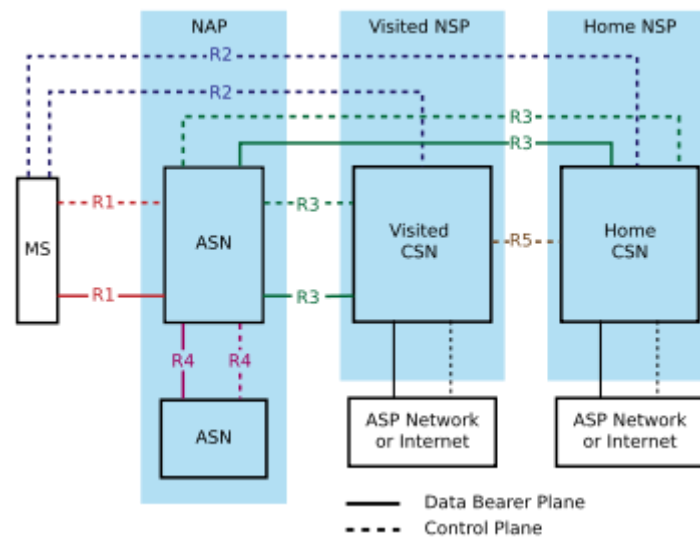 NAP
Visited NSP
Home NSP
R2
R2
R3
R3
R1
R3
MS
ASN
Visited
CSN
R5
Home
CSN
R1
R3
R4
R4
ASN
ASP Network
or Internet
ASP Network
or Internet
Data Bearer Plane
Control Plane